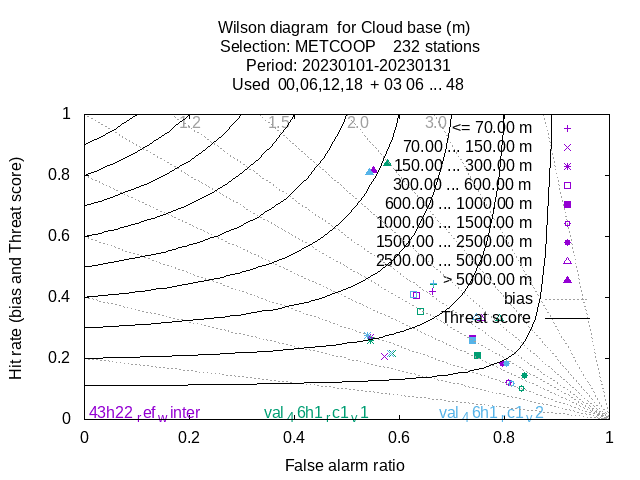 Wilson diagram for Cloud base (m)
Selection: METCOOP 232 stations
Period: 20230101-20230131
Used 00,06,12,18 + 03 06 ... 48
1.2 1.5 2.0 3.0
<= 70.00 m
70.00 ... 150.00 m
150.00 ... 300.00 m
300.00 ... 600.00 m
600.00 ... 1000.00 m
1000.00 ... 1500.00 m
1500.00 ... 2500.00 m
2500.00 ... 5000.00 m
> 5000.00 m
bias
Threat score
Hit rate (bias and Threat score)
1
0.8
0.6
0.4
0.2
0
43h22_ref_winter val_46h1_rc1_v1 val_46h1_rc1_v2
0 0.2 0.4 0.6 0.8 1
False alarm ratio